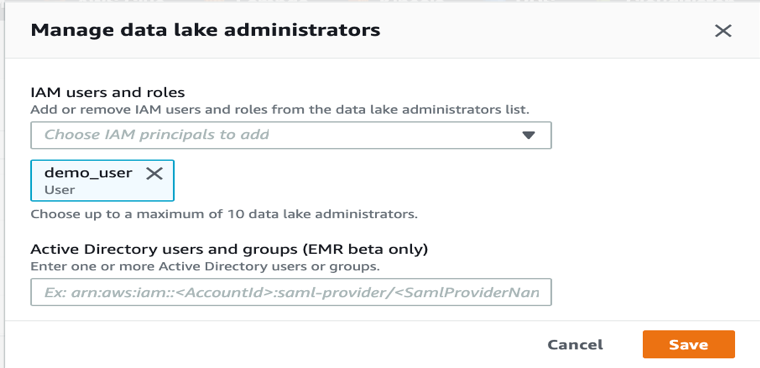 Manage data lake administrators
IAM users and roles
Add or remove IAM users and roles from the data lake administrators list.
Choose IAM principals to add
demo_user
User
Choose up to a maximum of 10 data lake administrators.
Active Directory users and groups (EMR beta only)
Enter one or more Active Directory users or groups.
Ex: arn:aws:iam::<AccountId>:saml-provider/<SamlProviderNan
Cancel Save